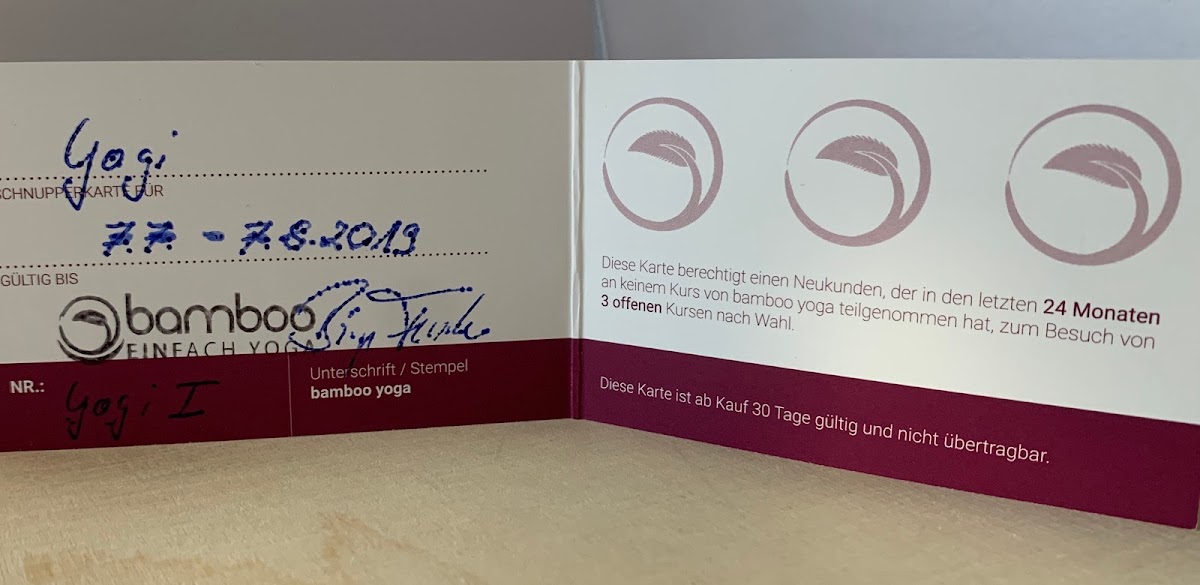 Yogi
SCHNUPPERKARTE FÜR
7.7. - 7.8.2019
GÜLTIG BIS
bamboo
EINFACH YOGA
NR.:
Yogi I
Unterschrift / Stempel
bamboo yoga
Diese Karte berechtigt einen Neukunden, der in den letzten 24 Monaten
an keinem Kurs von bamboo yoga teilgenommen hat, zum Besuch von
3 offenen Kursen nach Wahl.
Diese Karte ist ab Kauf 30 Tage gültig und nicht übertragbar.